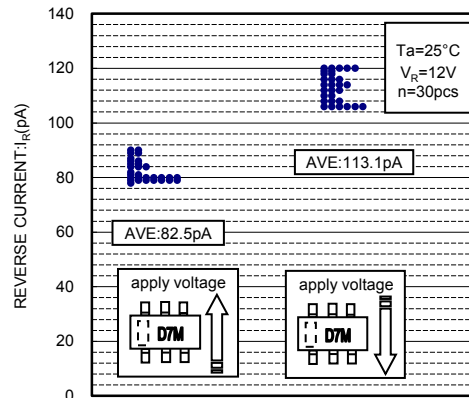 REVERSE CURRENT:IR(pA)
140
120
100
80
60
40
20
0
Ta=25°C
VR=12V
n=30pcs
AVE:113.1pA
AVE:82.5pA
apply voltage
D7M
apply voltage
D7M